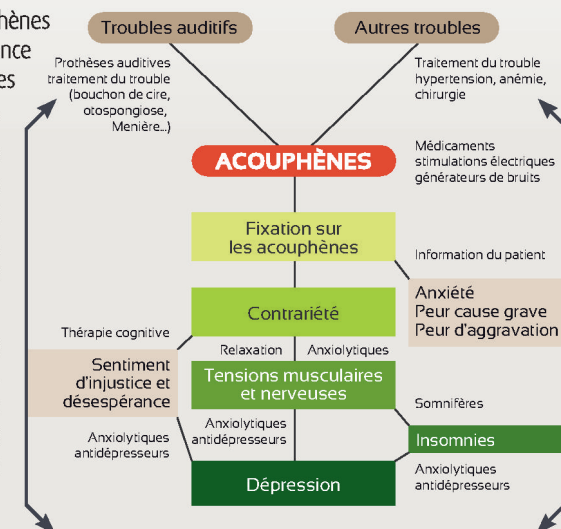 hènes
nce
es
Troubles auditifs
Autres troubles
Prothèses auditives
traitement du trouble
(bouchon de cire,
otospongiose,
Menière...)
Traitement du trouble
hypertension, anémie,
chirurgie
ACOUPHÈNES
Médicaments
stimulations électriques
générateurs de bruits
Fixation sur
les acouphènes
Information du patient
Anxiété
Peur cause grave
Peur d'aggravation
Contrariété
Thérapie cognitive
Relaxation
Anxiolytiques
Sentiment
d'injustice et
désespérance
Tensions musculaires
et nerveuses
Somnifères
Anxiolytiques
antidépresseurs
Anxiolytiques
antidépresseurs
Insomnies
Dépression
Anxiolytiques
antidépresseurs